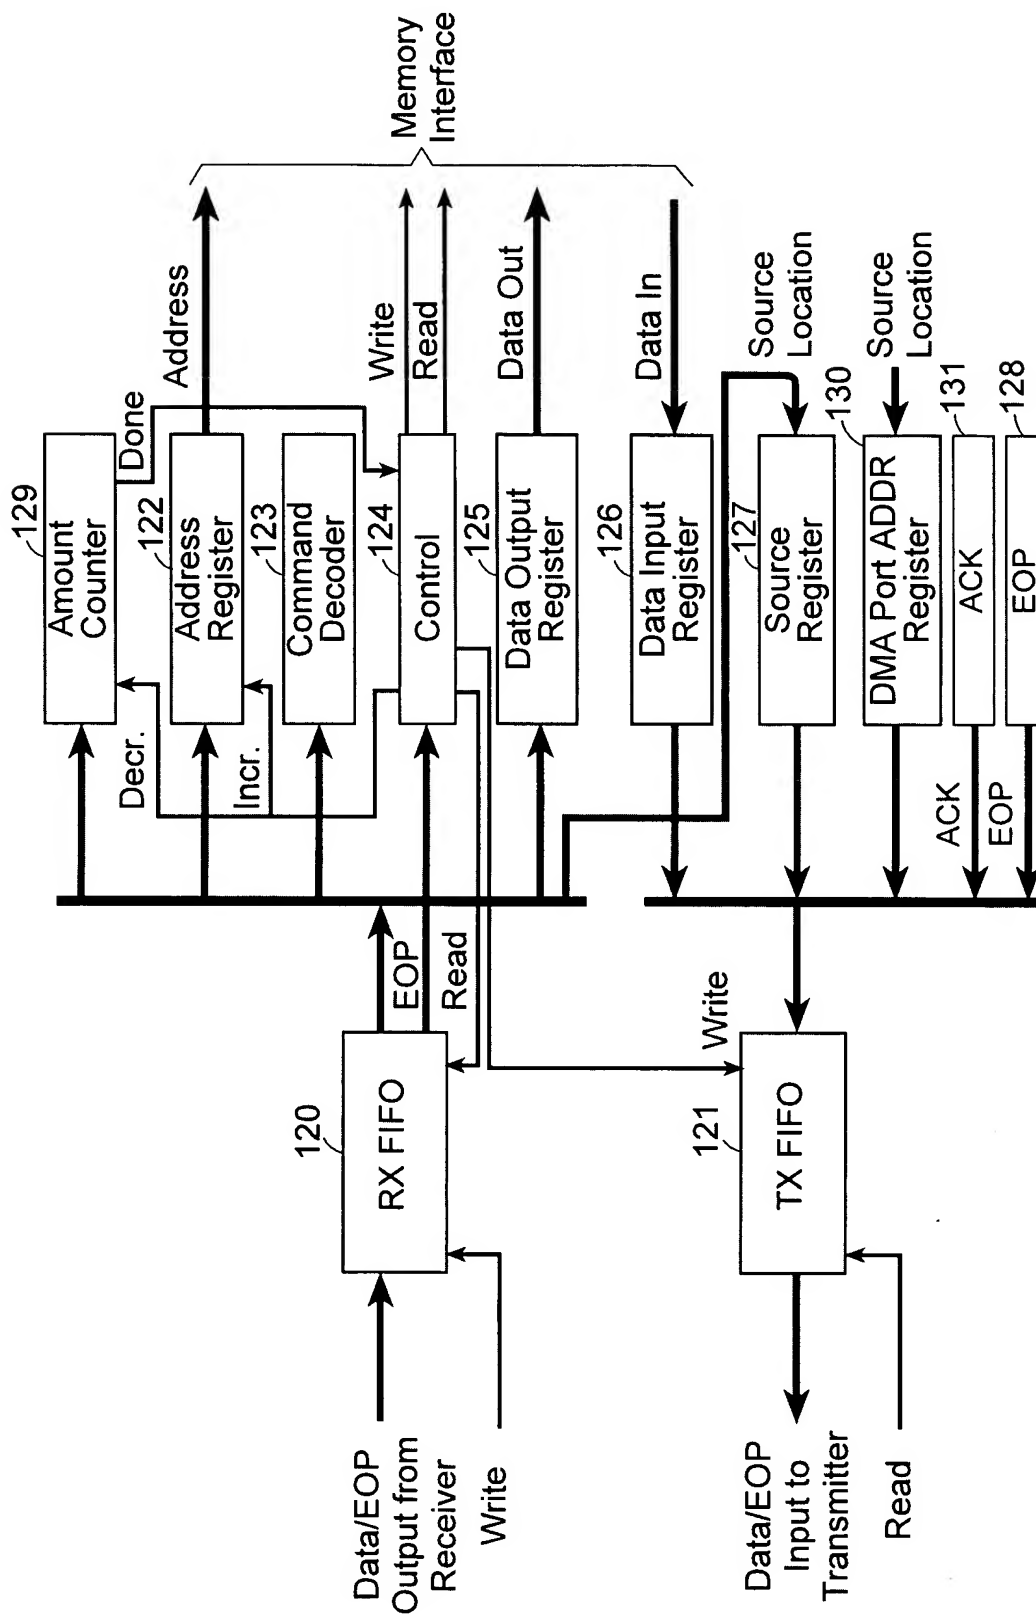 129
Amount
Counter
Done
122
Address
Register
Address
123
Command
Decoder
124
Control
Write
Read
Memory
Interface
125
Data Output
Register
Data Out
126
Data Input
Register
Data In
127
Source
Register
Source
Location
130
DMA Port ADDR
Register
Source
Location
131
ACK
128
EOP
Decr.
Incr.
ACK
EOP
EOP
Read
120
RX FIFO
Write
121
TX FIFO
Data/EOP
Output from
Receiver
Write
Data/EOP
Input to
Transmitter
Read